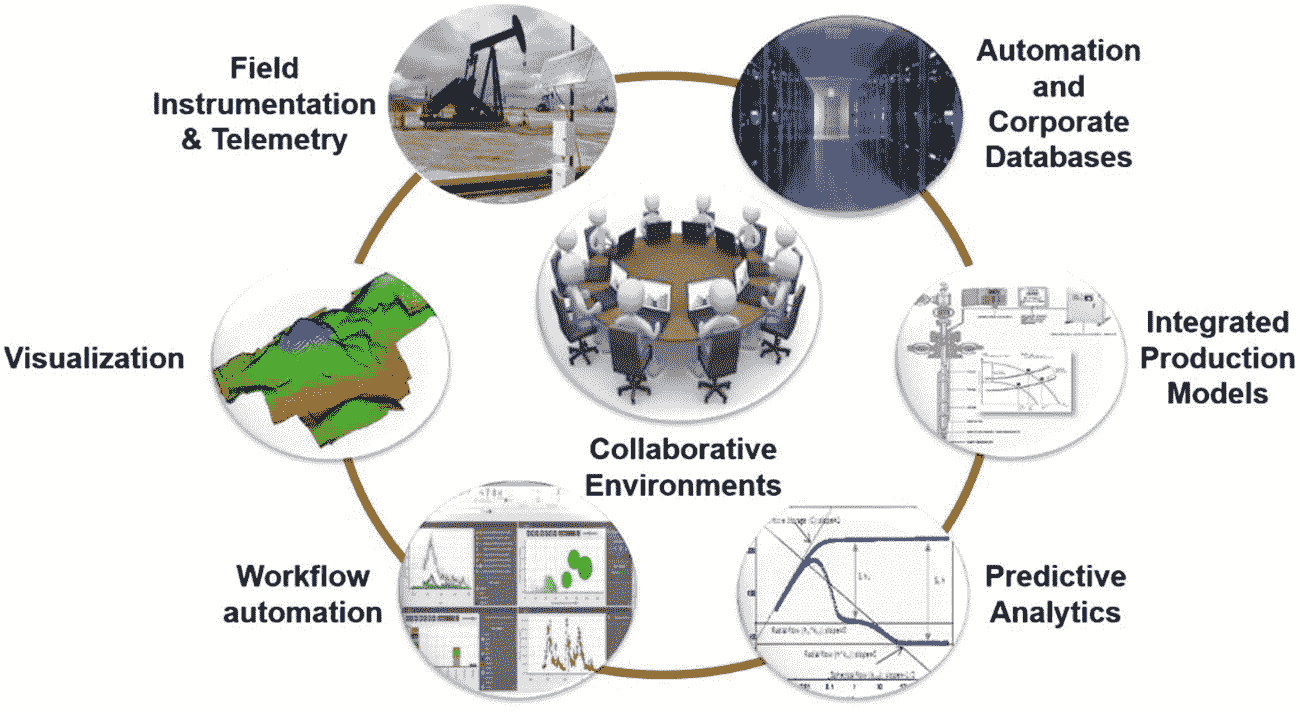 Field
Instrumentation
& Telemetry
Automation
and
Corporate
Databases
Visualization
Integrated
Production
Models
Collaborative
Environments
Workflow
automation
Predictive
Analytics